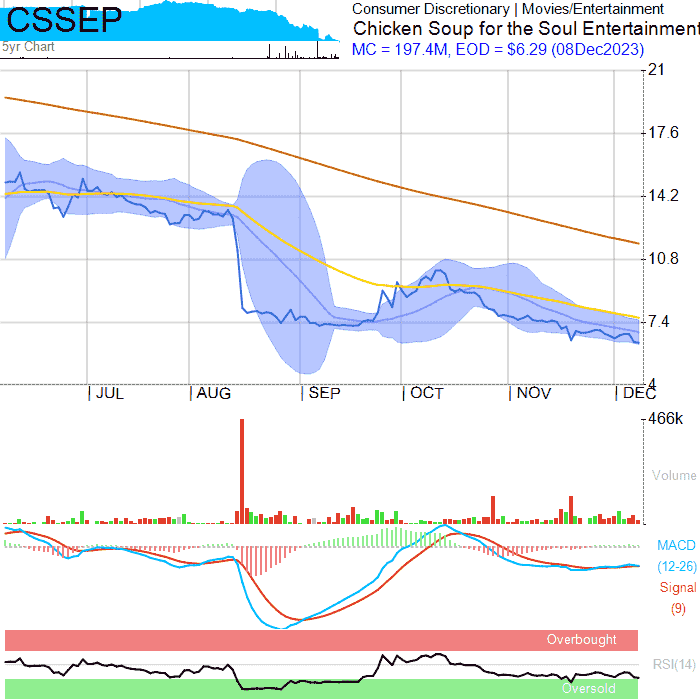 CSSEP
5yr Chart
Consumer Discretionary | Movies/Entertainment
Chicken Soup for the Soul Entertainment
MC = 197.4M, EOD = $6.29 (08Dec2023)
21
17.6
14.2
10.8
7.4
4
JUL
AUG
SEP
OCT
NOV
DEC
466k
Volume
MACD
(12-26)
Signal
(9)
Overbought
RSI(14)
Oversold